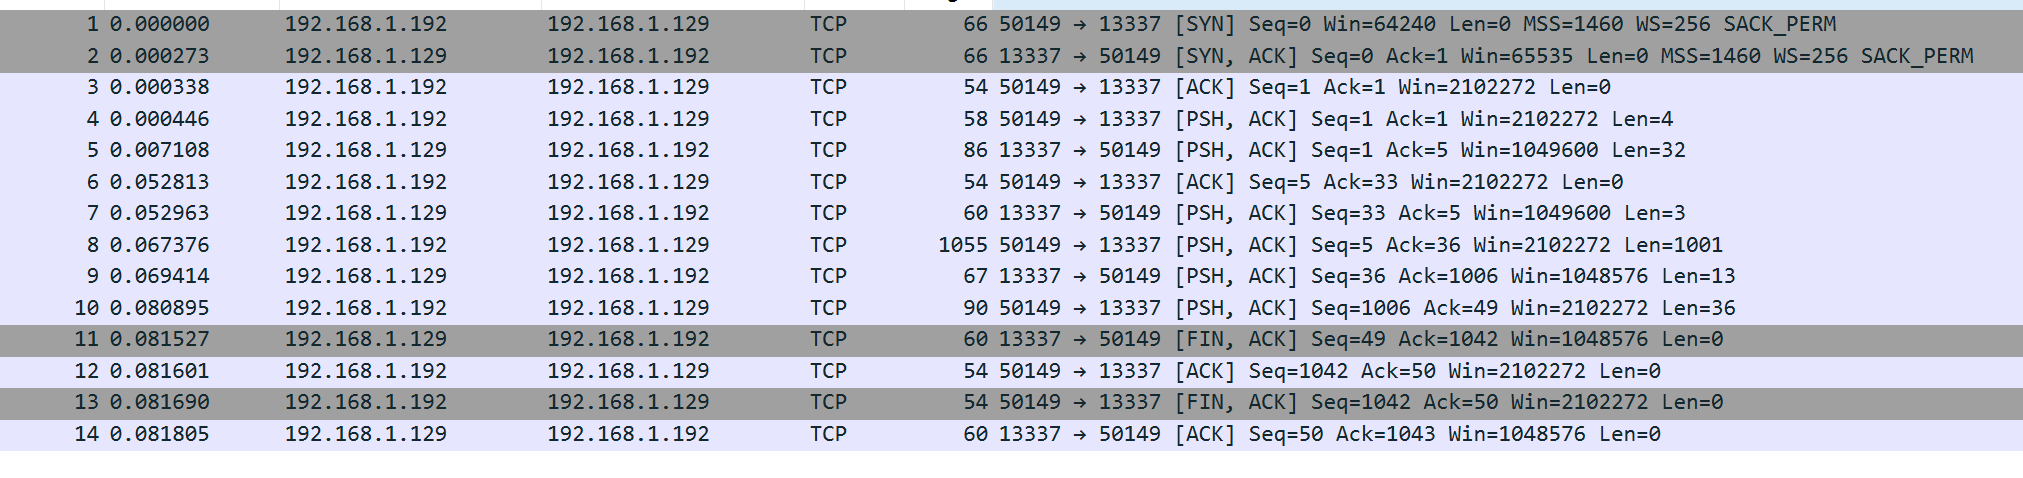 1 0.000000 192.168.1.192 192.168.1.129 TCP 66 50149 → 13337 [SYN] Seq=0 Win=64240 Len=0 MSS=1460 WS=256 SACK_PERM
2 0.000273 192.168.1.129 192.168.1.192 TCP 66 13337 → 50149 [SYN, ACK] Seq=0 Ack=1 Win=65535 Len=0 MSS=1460 WS=256 SACK_PERM
3 0.000338 192.168.1.192 192.168.1.129 TCP 54 50149 → 13337 [ACK] Seq=1 Ack=1 Win=2102272 Len=0
4 0.000446 192.168.1.192 192.168.1.129 TCP 58 50149 → 13337 [PSH, ACK] Seq=1 Ack=1 Win=2102272 Len=4
5 0.007108 192.168.1.129 192.168.1.192 TCP 86 13337 → 50149 [PSH, ACK] Seq=1 Ack=5 Win=1049600 Len=32
6 0.052813 192.168.1.192 192.168.1.129 TCP 54 50149 → 13337 [ACK] Seq=5 Ack=33 Win=2102272 Len=0
7 0.052963 192.168.1.129 192.168.1.192 TCP 60 13337 → 50149 [PSH, ACK] Seq=33 Ack=5 Win=1049600 Len=3
8 0.067376 192.168.1.192 192.168.1.129 TCP 1055 50149 → 13337 [PSH, ACK] Seq=5 Ack=36 Win=2102272 Len=1001
9 0.069414 192.168.1.129 192.168.1.192 TCP 67 13337 → 50149 [PSH, ACK] Seq=36 Ack=1006 Win=1048576 Len=13
10 0.080895 192.168.1.192 192.168.1.129 TCP 90 50149 → 13337 [PSH, ACK] Seq=1006 Ack=49 Win=2102272 Len=36
11 0.081527 192.168.1.129 192.168.1.192 TCP 60 13337 → 50149 [FIN, ACK] Seq=49 Ack=1042 Win=1048576 Len=0
12 0.081601 192.168.1.192 192.168.1.129 TCP 54 50149 → 13337 [ACK] Seq=1042 Ack=50 Win=2102272 Len=0
13 0.081690 192.168.1.192 192.168.1.129 TCP 54 50149 → 13337 [FIN, ACK] Seq=1042 Ack=50 Win=2102272 Len=0
14 0.081805 192.168.1.129 192.168.1.192 TCP 60 13337 → 50149 [ACK] Seq=50 Ack=1043 Win=1048576 Len=0